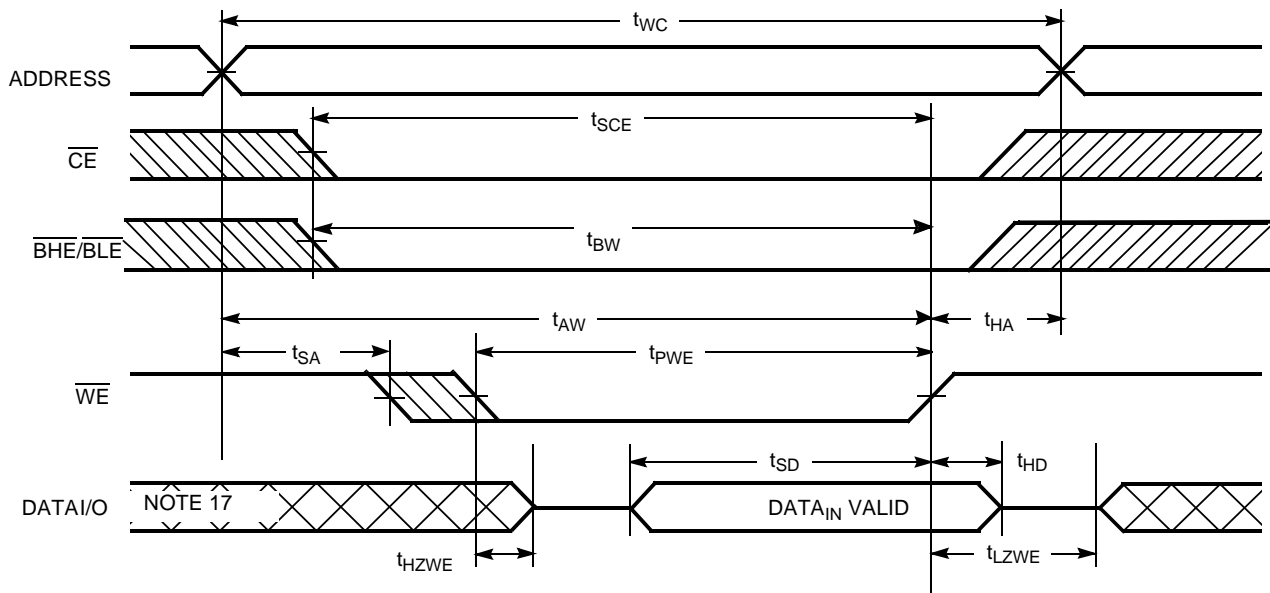 tWC
ADDRESS
tSCE
CE
tBW
BHE/BLE
tAW
tHA
tSA
tPWE
WE
tSD
tHD
DATAI/O
NOTE 17
DATAIN VALID
tHZWE
tLZWE